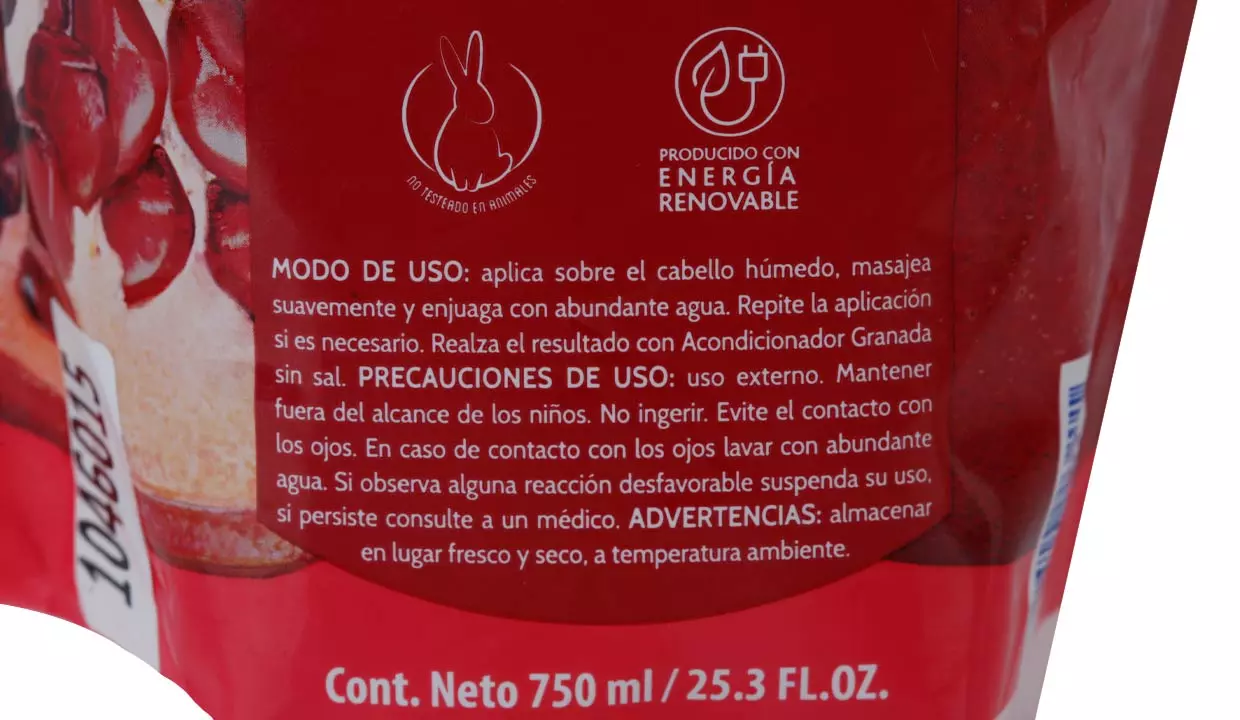 NO TESTEADO EN ANIMALES
PRODUCIDO CON
ENERGÍA
RENOVABLE
MODO DE USO: aplica sobre el cabello húmedo, masajea
suavemente y enjuaga con abundante agua. Repite la aplicación
si es necesario. Realza el resultado con Acondicionador Granada
sin sal. PRECAUCIONES DE USO: uso externo. Mantener
fuera del alcance de los niños. No ingerir. Evite el contacto con
los ojos. En caso de contacto con los ojos lavar con abundante
agua. Si observa alguna reacción desfavorable suspenda su uso,
si persiste consulte a un médico. ADVERTENCIAS: almacenar
en lugar fresco y seco, a temperatura ambiente.
Cont. Neto 750 ml / 25.3 FL.OZ.
10460115